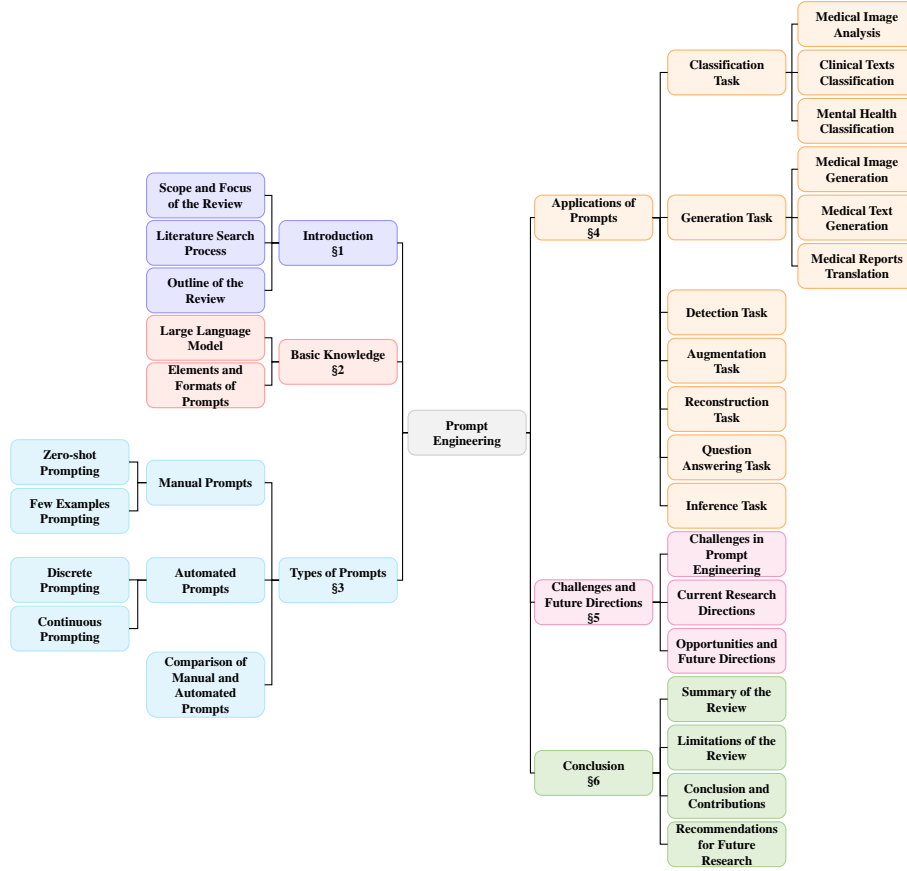 Prompt
Engineering
Introduction
§1
Scope and Focus
of the Review
Literature Search
Process
Outline of the
Review
Basic Knowledge
§2
Large Language
Model
Elements and
Formats of
Prompts
Types of Prompts
§3
Manual Prompts
Zero-shot
Prompting
Few Examples
Prompting
Automated
Prompts
Discrete
Prompting
Continuous
Prompting
Comparison of
Manual and
Automated
Prompts
Applications of
Prompts
§4
Classification
Task
Medical Image
Analysis
Clinical Texts
Classification
Mental Health
Classification
Generation Task
Medical Image
Generation
Medical Text
Generation
Medical Reports
Translation
Detection Task
Augmentation
Task
Reconstruction
Task
Question
Answering Task
Inference Task
Challenges and
Future Directions
§5
Challenges in
Prompt
Engineering
Current Research
Directions
Opportunities and
Future Directions
Conclusion
§6
Summary of the
Review
Limitations of the
Review
Conclusion and
Contributions
Recommendations
for Future
Research